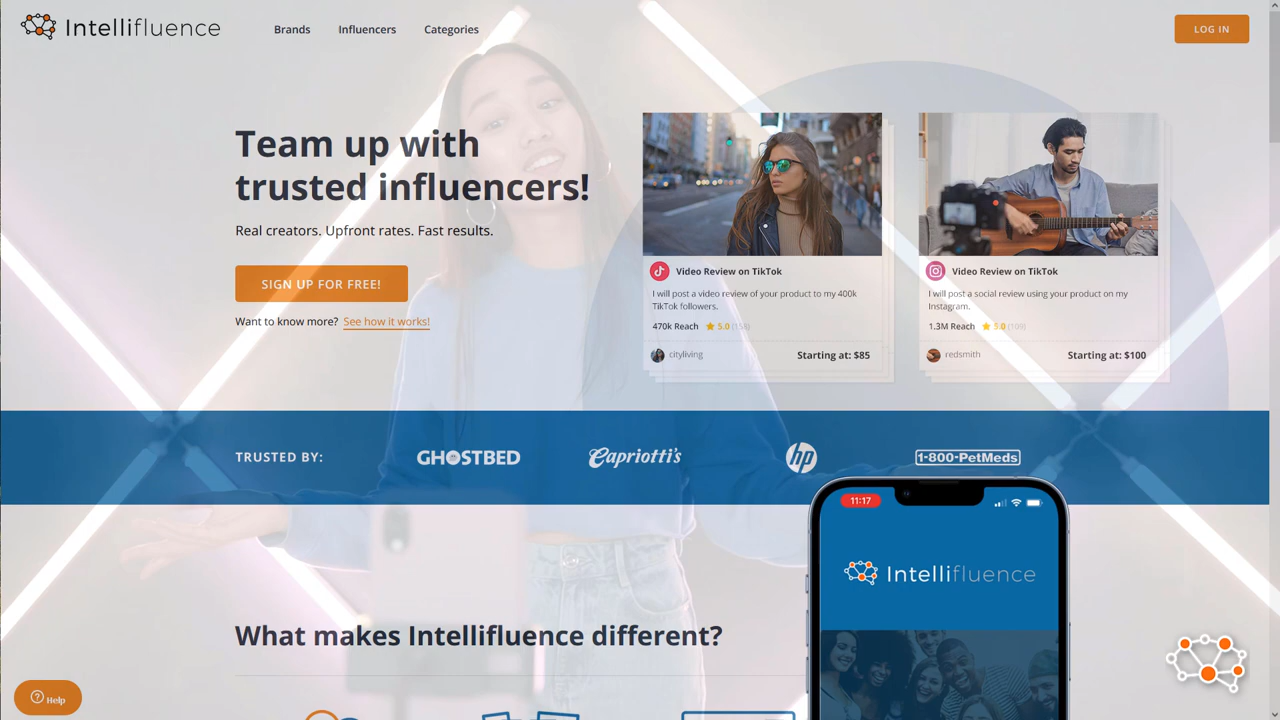 Intellifluence
Brands
Influencers
Categories
LOG IN
Team up with
trusted influencers!
Real creators. Upfront rates. Fast results.
SIGN UP FOR FREE!
Want to know more? See how it works!
Video Review on TikTok
I will post a video review of your product to my 400k
TikTok followers.
470k Reach 5.0 (158)
cityliving Starting at: $85
Video Review on TikTok
I will post a social review using your product on my
Instagram.
1.3M Reach 5.0 (109)
redsmith Starting at: $100
TRUSTED BY:
GHOSTBED
Capriotti's
hp
1-800-PetMeds
11:17
Intellifluence
What makes Intellifluence different?
Help